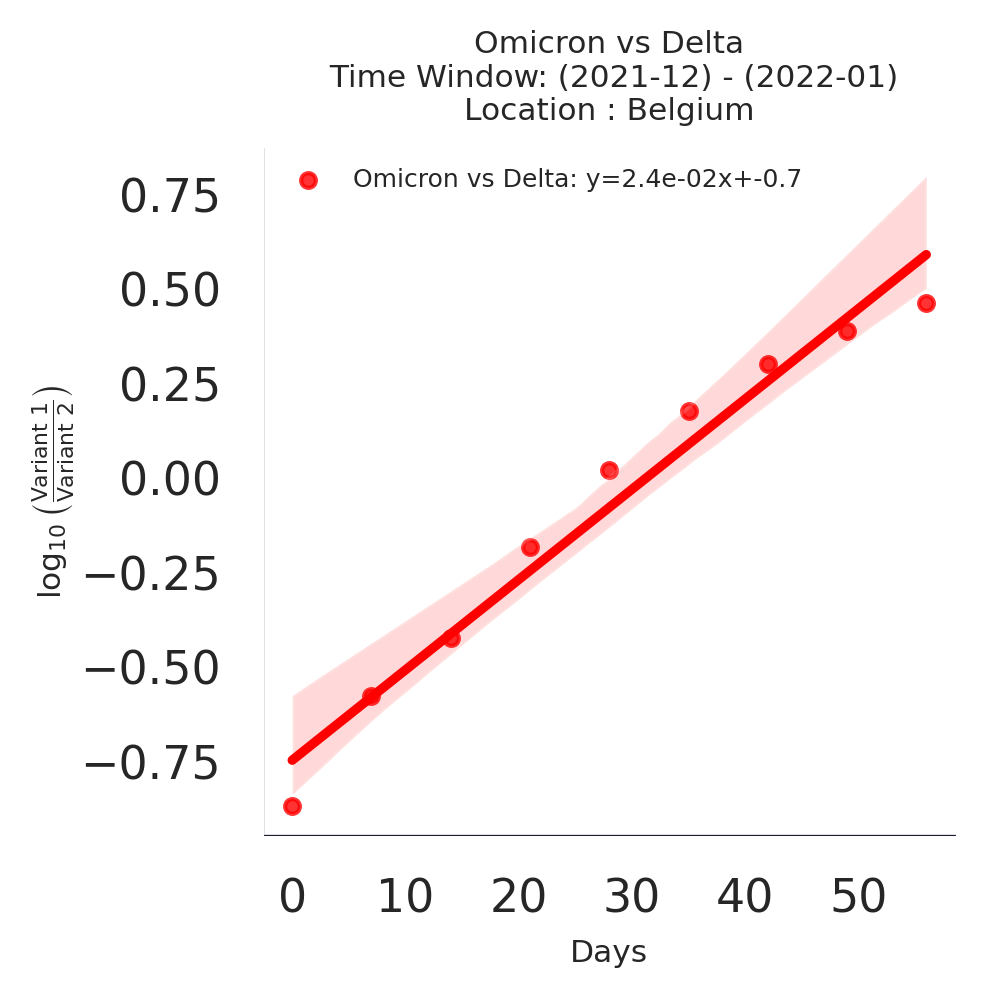 Omicron vs Delta
Time Window: (2021-12) - (2022-01)
Location : Belgium
Omicron vs Delta: y=2.4e-02x+-0.7
0.75
0.50
0.25
0.00
−0.25
−0.50
−0.75
log₁₀ (Variant 1 / Variant 2)
0 10 20 30 40 50
Days